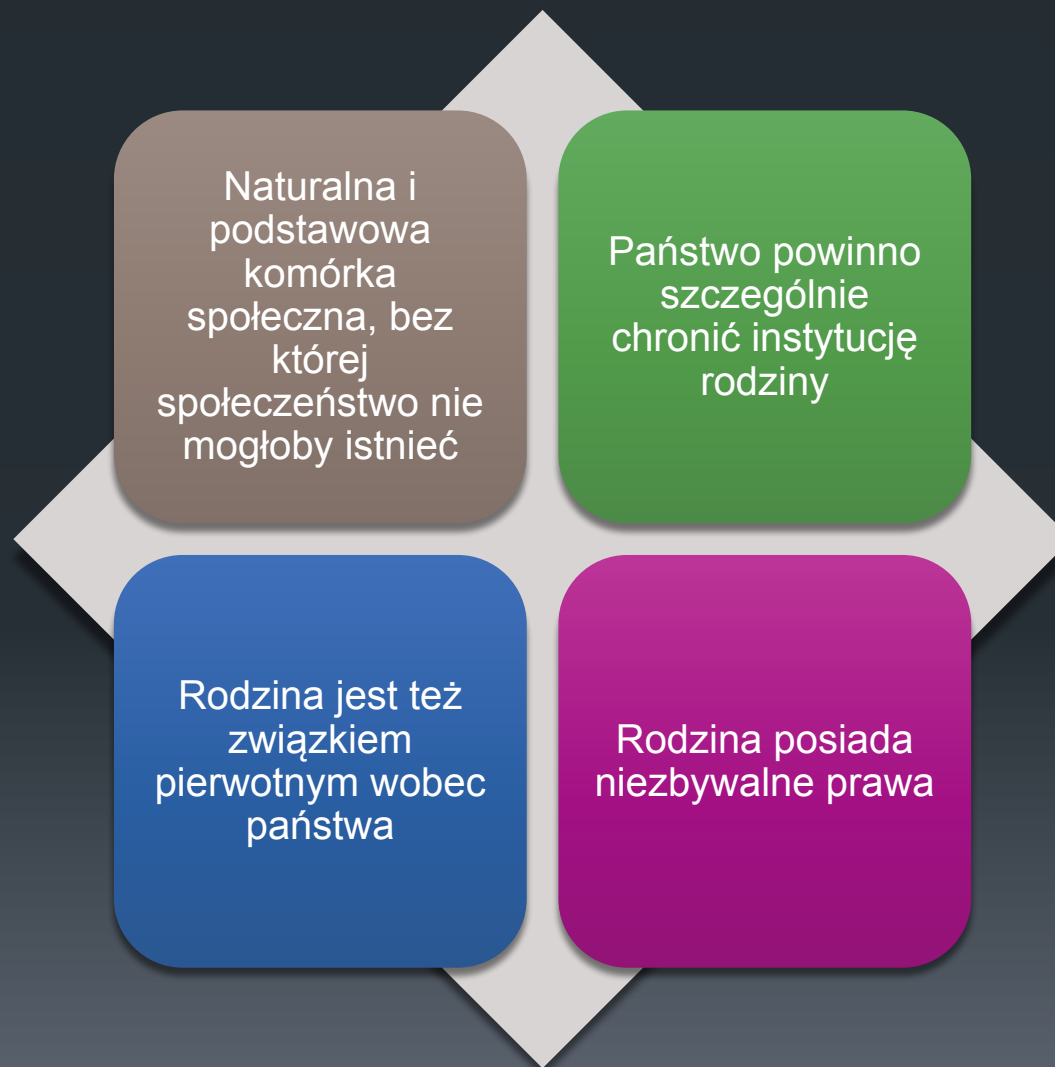 Naturalna i
podstawowa
komórka
społeczna, bez
której
społeczeństwo nie
mogłoby istnieć
Państwo powinno
szczególnie
chronić instytucję
rodziny
Rodzina jest też
związkiem
pierwotnym wobec
państwa
Rodzina posiada
niezbywalne prawa